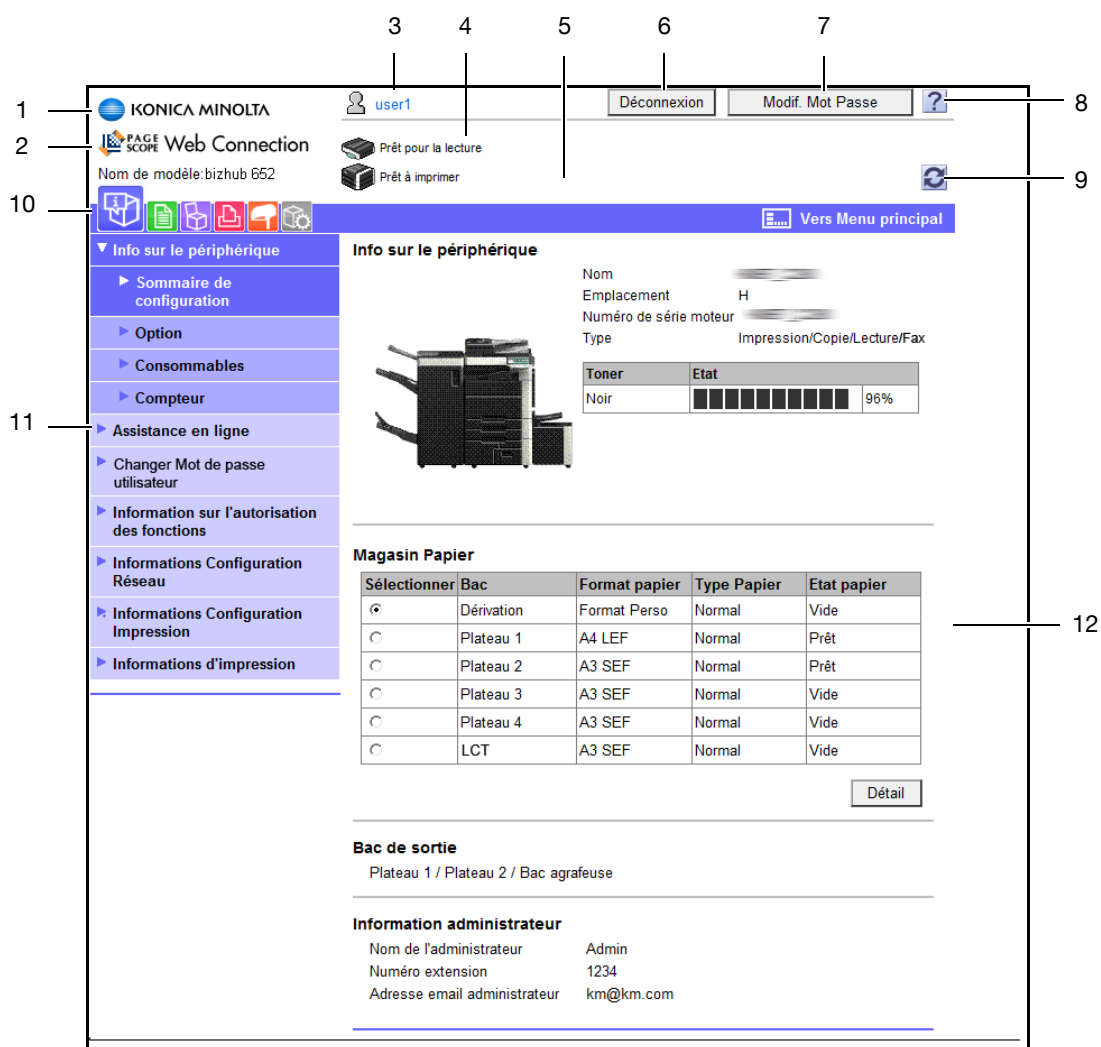 3 4 5 6 7
1 KONICA MINOLTA user1 Déconnexion Modif. Mot Passe ? 8
2 PAGE SCOPE Web Connection Prêt pour la lecture
Nom de modèle:bizhub 652 Prêt à imprimer 9
10 Vers Menu principal
Info sur le périphérique
Sommaire de
configuration
Option
Consommables
Compteur
11 Assistance en ligne
Changer Mot de passe
utilisateur
Information sur l'autorisation
des fonctions
Informations Configuration
Réseau
Informations Configuration
Impression
Informations d'impression
Info sur le périphérique
Nom
Emplacement H
Numéro de série moteur
Type Impression/Copie/Lecture/Fax
Toner Etat
Noir 96%
Magasin Papier
Sélectionner Bac Format papier Type Papier Etat papier
Dérivation Format Perso Normal Vide
Plateau 1 A4 LEF Normal Prêt
12
Plateau 2 A3 SEF Normal Prêt
Plateau 3 A3 SEF Normal Vide
Plateau 4 A3 SEF Normal Vide
LCT A3 SEF Normal Vide
Détail
Bac de sortie
Plateau 1 / Plateau 2 / Bac agrafeuse
Information administrateur
Nom de l'administrateur Admin
Numéro extension 1234
Adresse email administrateur km@km.com